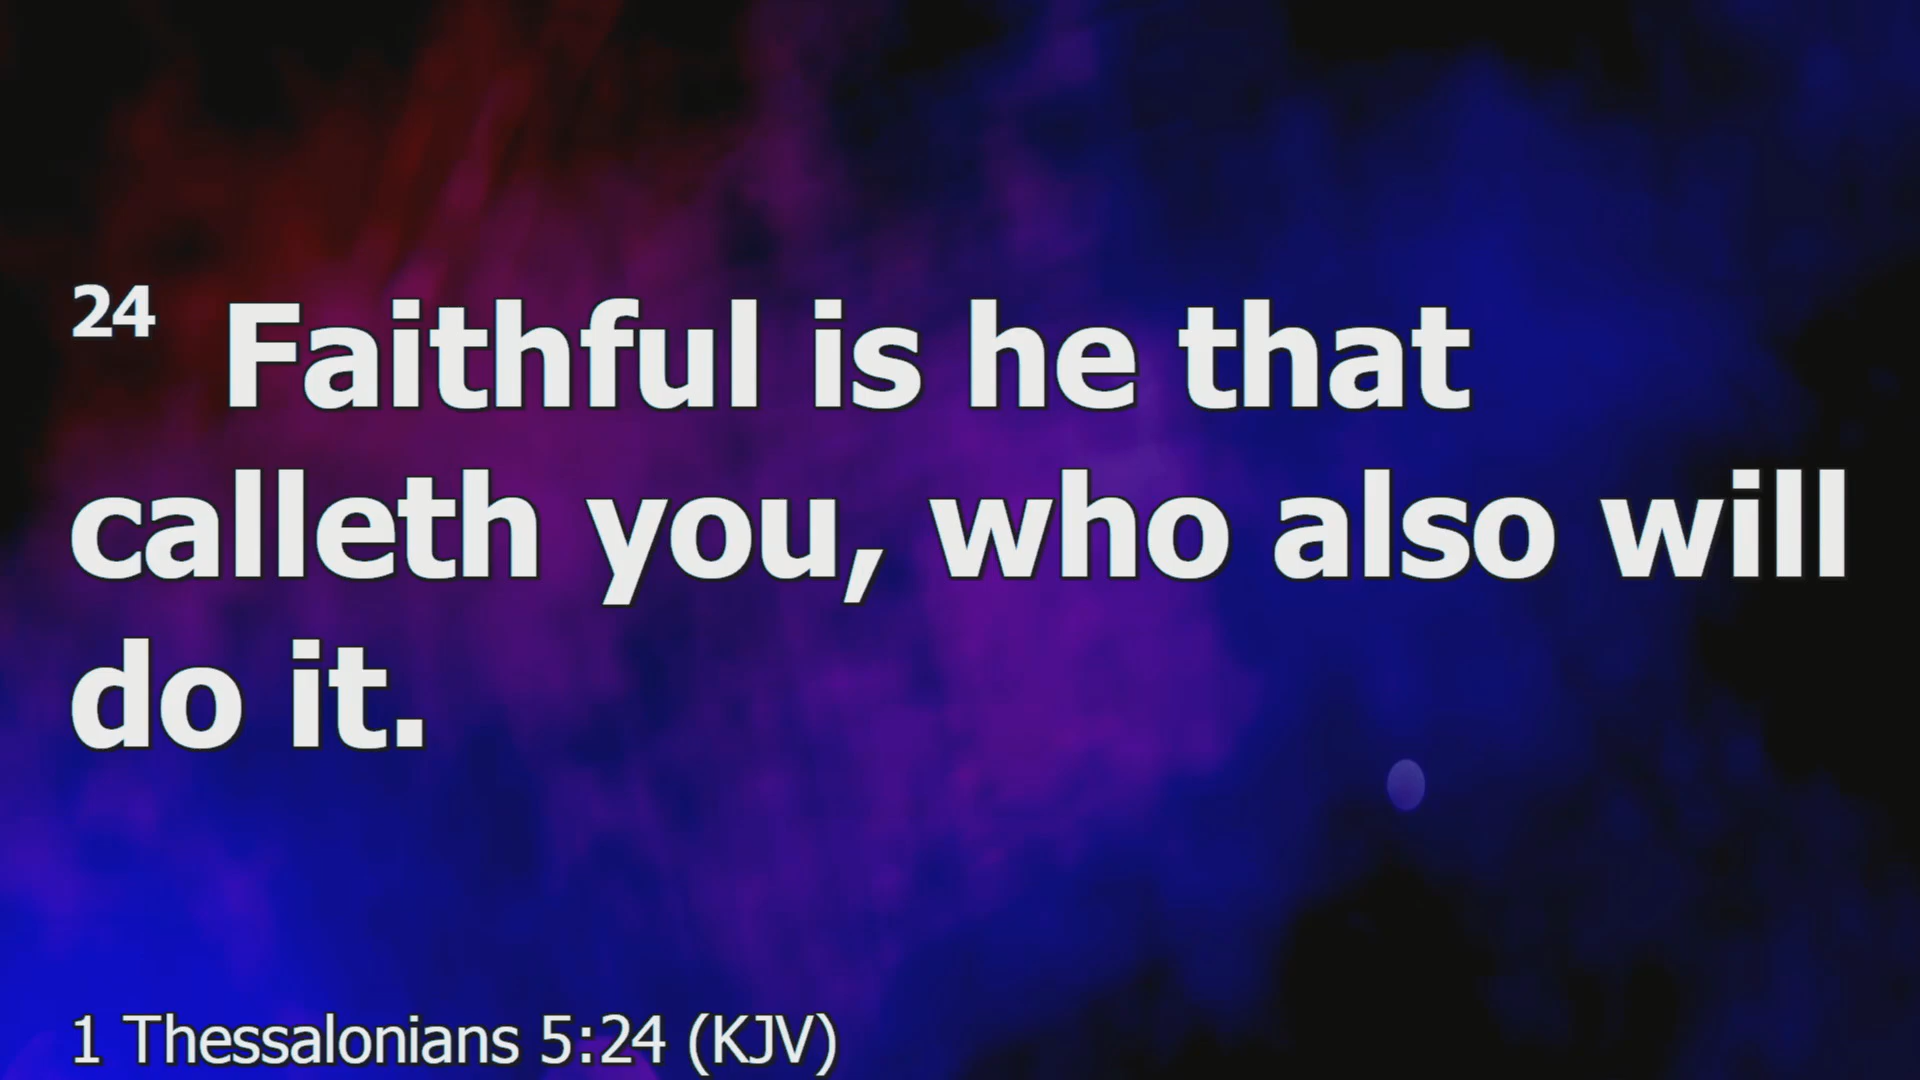 24 Faithful is he that
calleth you, who also will
do it.
1 Thessalonians 5:24 (KJV)